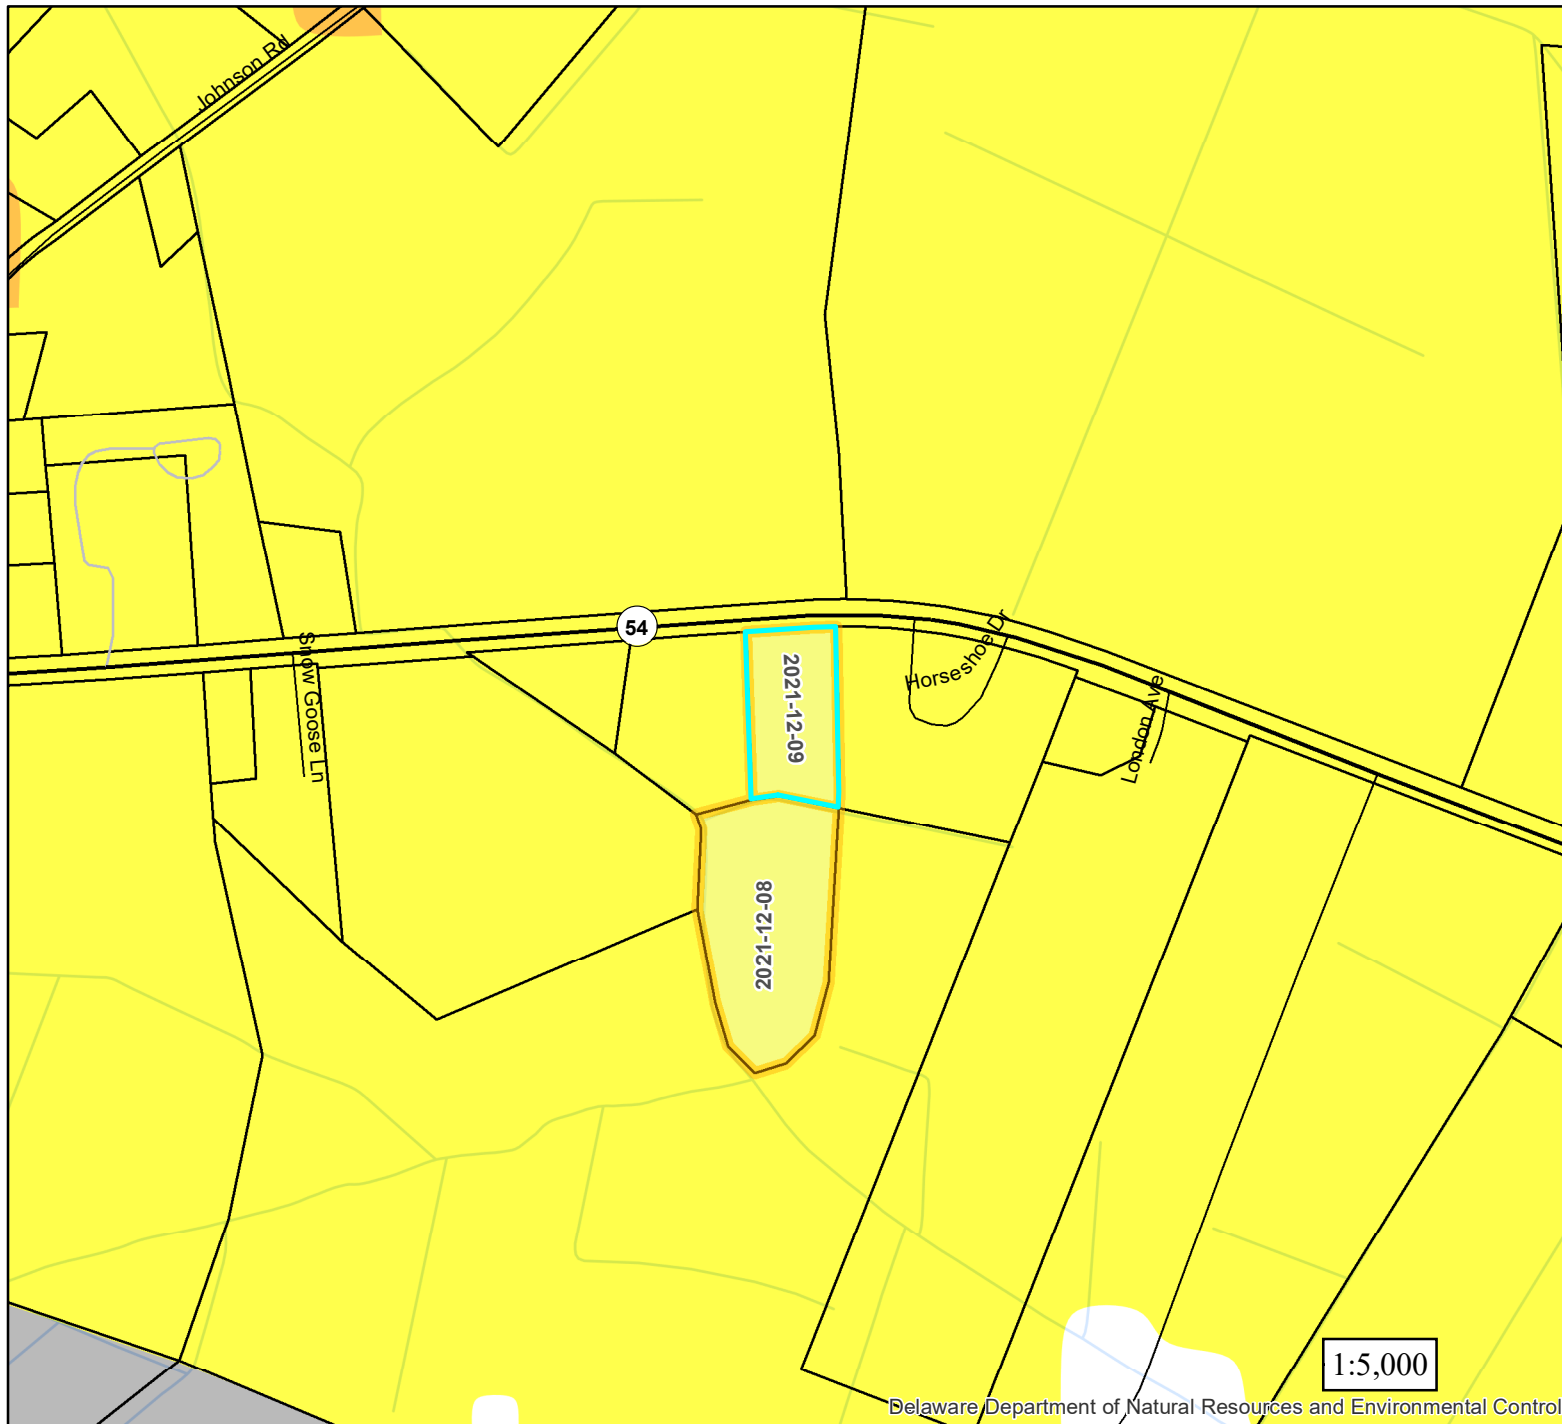 Johnson Rd
54
Snow Goose Ln
Horseshoe Dr
London Ave
2021-12-09
2021-12-08
1:5,000
Delaware Department of Natural Resources and Environmental Control